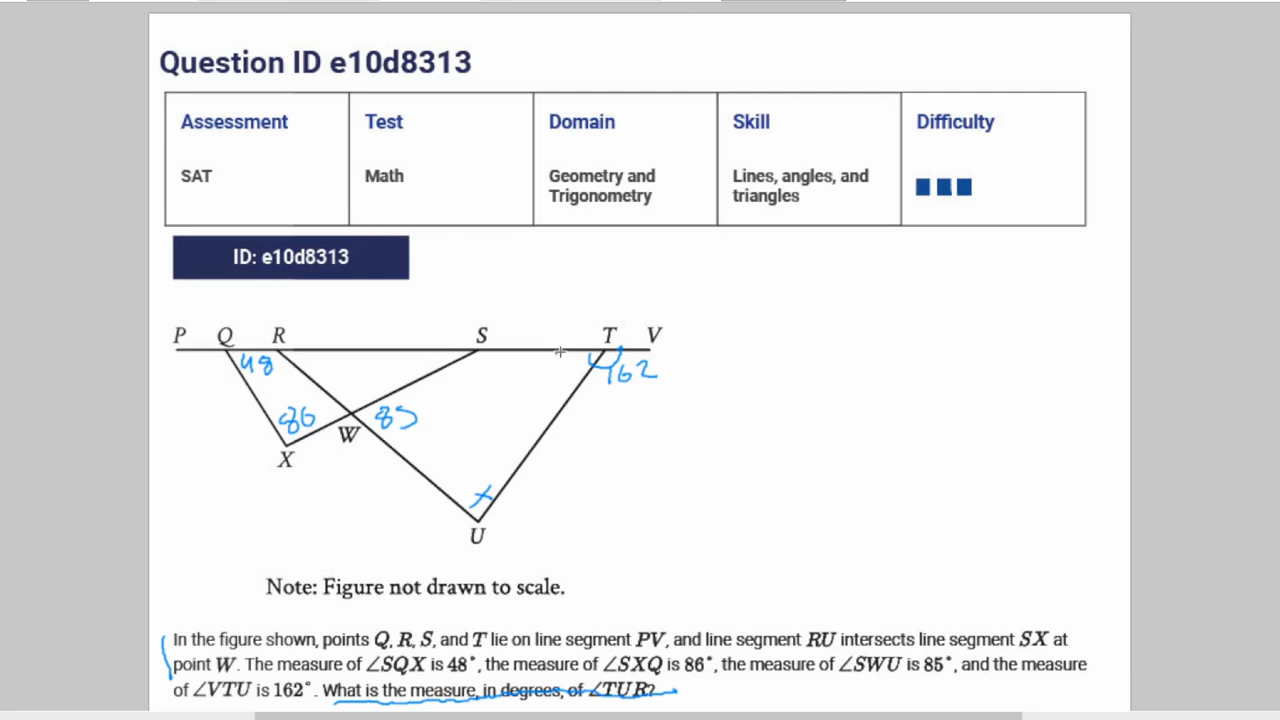 Question ID e10d8313
Assessment Test Domain Skill Difficulty
SAT Math Geometry and Trigonometry Lines, angles, and triangles
ID: e10d8313
P Q R S T V
48 162
86 85
W
X
x
U
Note: Figure not drawn to scale.
In the figure shown, points Q, R, S, and T lie on line segment PV, and line segment RU intersects line segment SX at
point W. The measure of ∠SQX is 48°, the measure of ∠SXQ is 86°, the measure of ∠SWU is 85°, and the measure
of ∠VTU is 162°. What is the measure, in degrees, of ∠TUR?